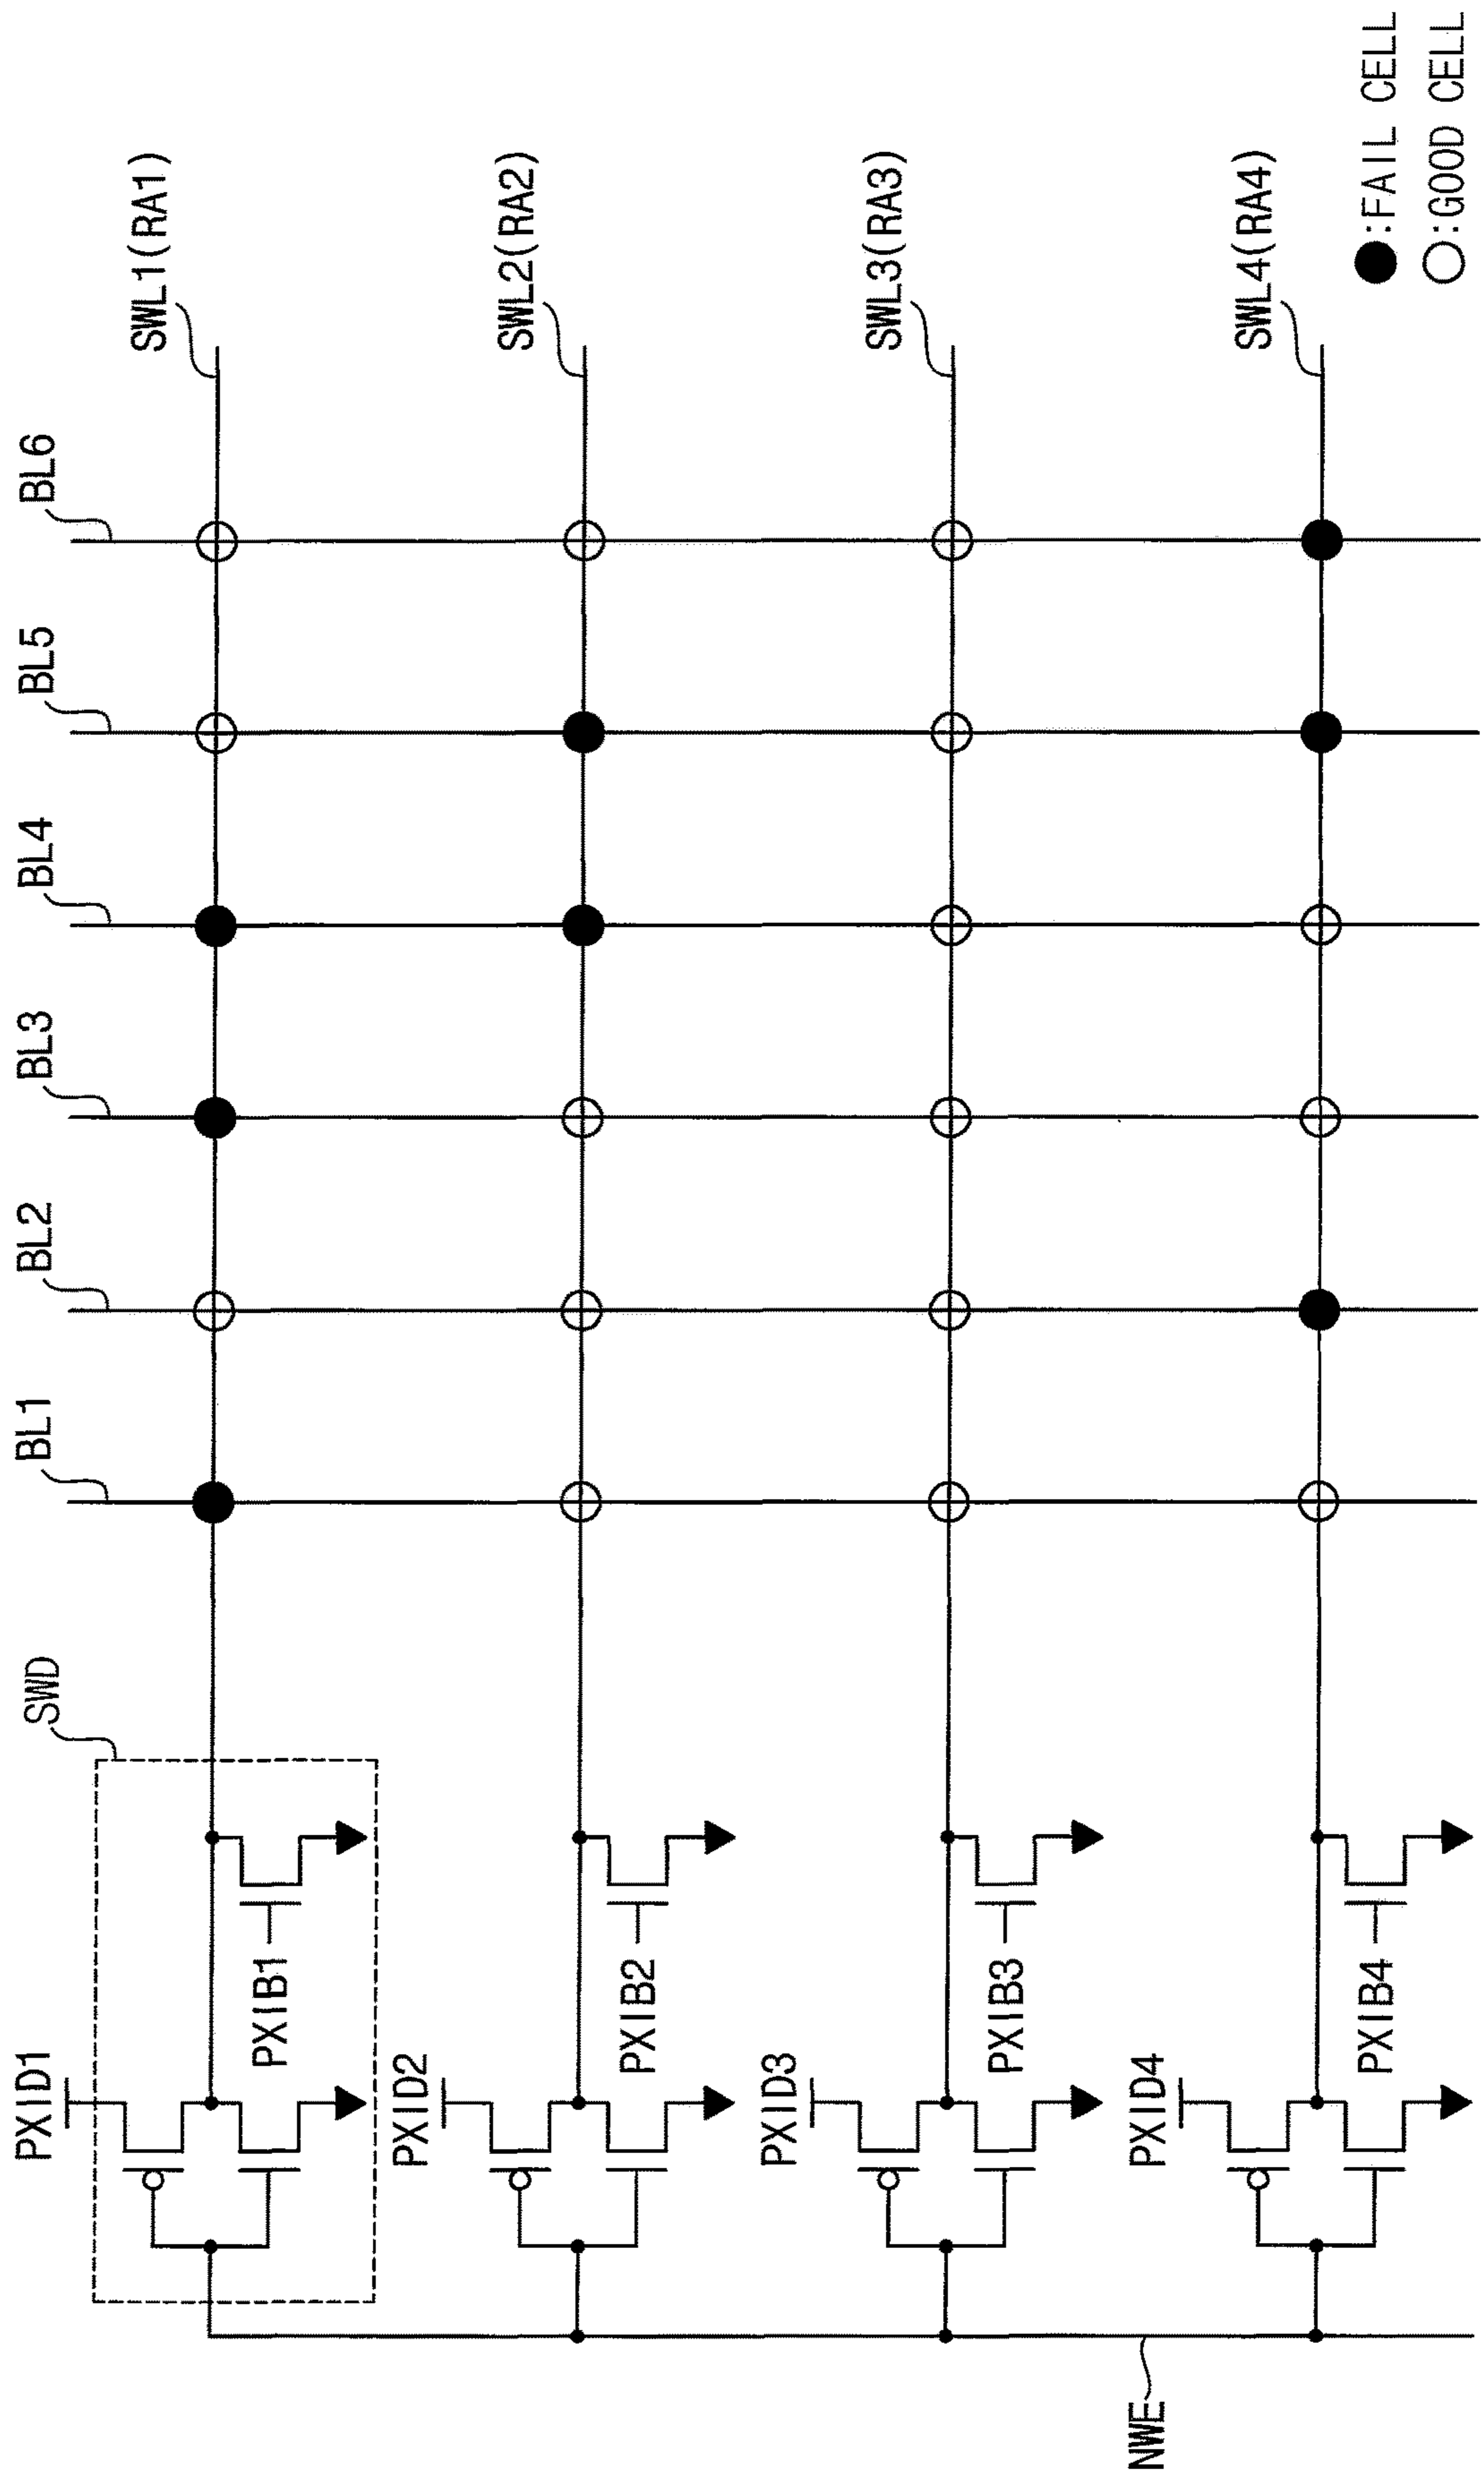 SWD
BL1
BL2
BL3
BL4
BL5
BL6
PXID1
PXIB1
SWL1(RA1)
PXID2
PXIB2
SWL2(RA2)
PXID3
PXIB3
SWL3(RA3)
PXID4
PXIB4
SWL4(RA4)
NWE
:FAIL CELL
:GOOD CELL